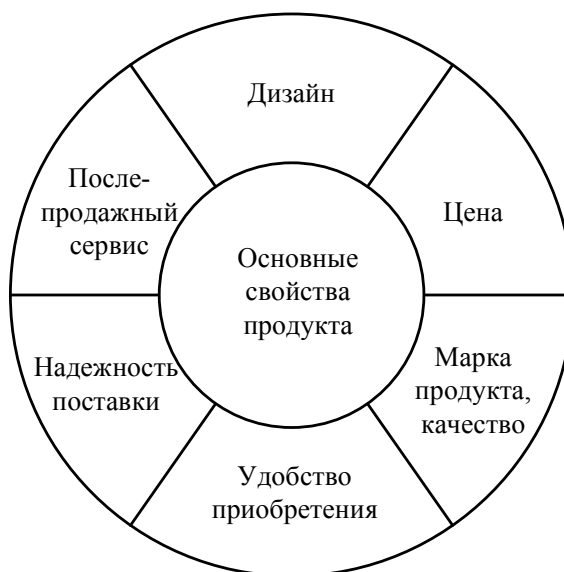 Дизайн
После-
продажный
сервис
Цена
Основные
свойства
продукта
Надежность
поставки
Марка
продукта,
качество
Удобство
приобретения